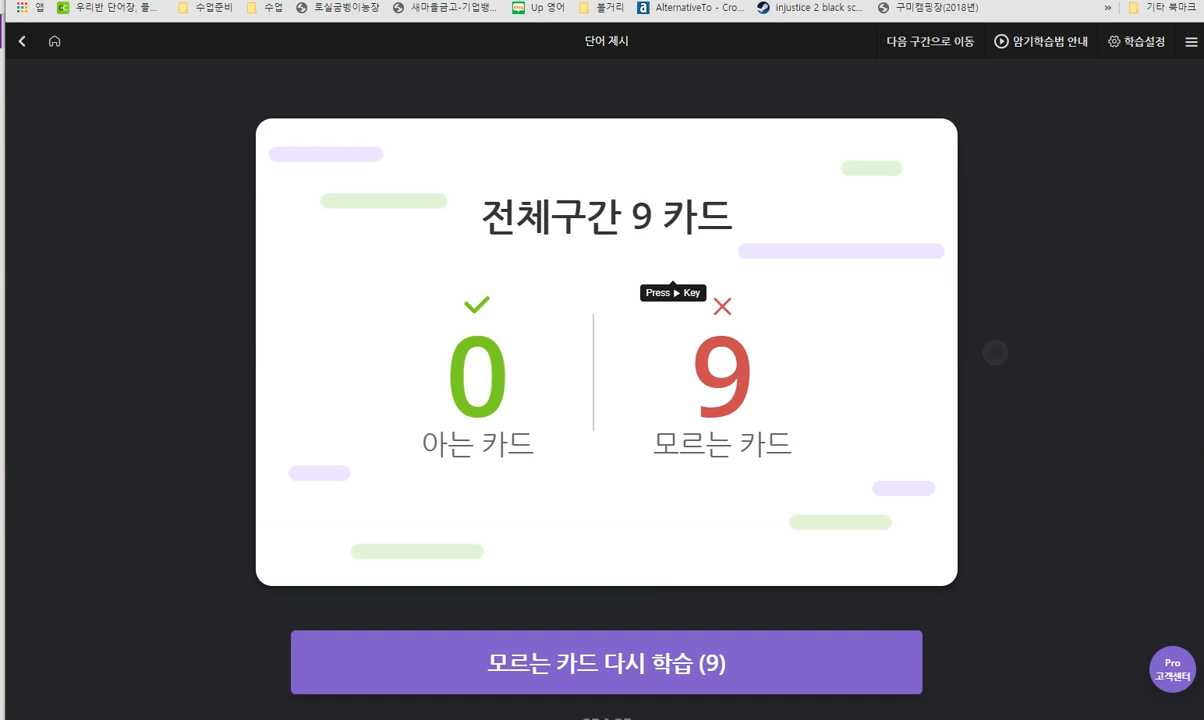 앱 우리반 단어장, 클... 수업준비 수업 토실굼벵이농장 새마을금고-기업뱅... Up 영어 볼거리 AlternativeTo - Cro... injustice 2 black sc... 구미캠핑장(2018년) » 기타 북마크
단어 제시 다음 구간으로 이동 암기학습법 안내 학습설정
전체구간 9 카드
Press ▶ Key
0 9
아는 카드 모르는 카드
모르는 카드 다시 학습 (9)
Pro
고객센터